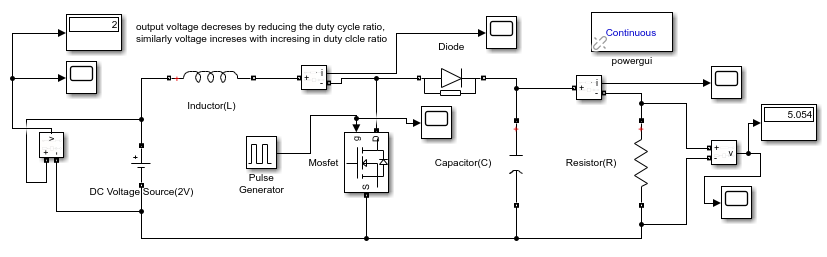 2
output voltage decreses by reducing the duty cycle ratio,
similarly voltage increses with incresing in duty clcle ratio
Continuous
powergui
Diode
i
+
-
Inductor(L)
i
+
-
5.054
v
+
-
DC Voltage Source(2V)
+
Pulse
Generator
Mosfet
g
D
S
Capacitor(C)
+
Resistor(R)
+
+
-
v